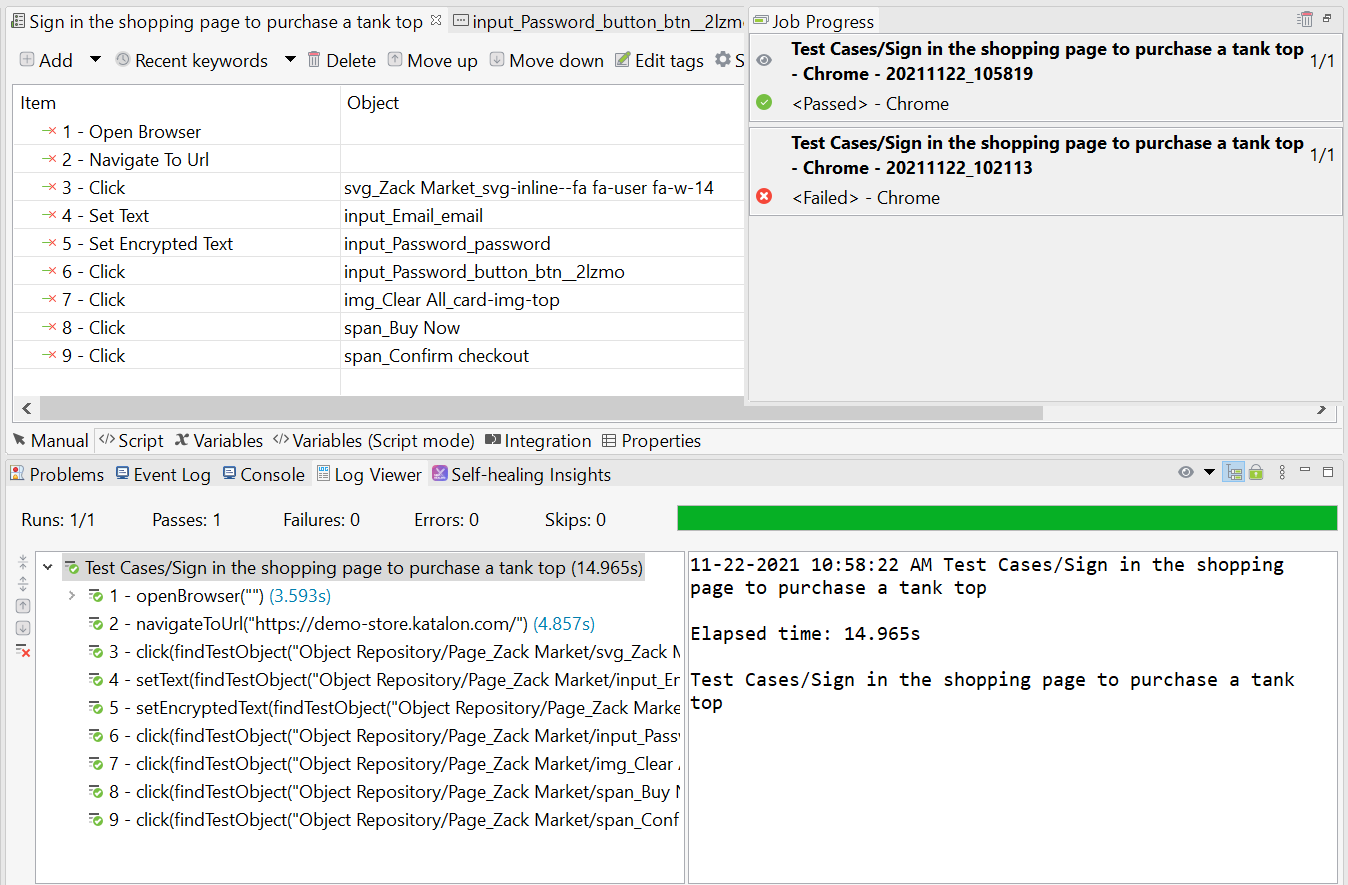 Sign in the shopping page to purchase a tank top
input_Password_button_btn__2lzmo
Job Progress
Add
Recent keywords
Delete
Move up
Move down
Edit tags
S
Item
Object
1 - Open Browser
2 - Navigate To Url
3 - Click
svg_Zack Market_svg-inline--fa fa-user fa-w-14
4 - Set Text
input_Email_email
5 - Set Encrypted Text
input_Password_password
6 - Click
input_Password_button_btn__2lzmo
7 - Click
img_Clear All_card-img-top
8 - Click
span_Buy Now
9 - Click
span_Confirm checkout
Test Cases/Sign in the shopping page to purchase a tank top
- Chrome - 20211122_105819
1/1
<Passed> - Chrome
Test Cases/Sign in the shopping page to purchase a tank top
- Chrome - 20211122_102113
1/1
<Failed> - Chrome
Manual
Script
Variables
Variables (Script mode)
Integration
Properties
Problems
Event Log
Console
Log Viewer
Self-healing Insights
Runs: 1/1
Passes: 1
Failures: 0
Errors: 0
Skips: 0
Test Cases/Sign in the shopping page to purchase a tank top (14.965s)
1 - openBrowser("") (3.593s)
2 - navigateToUrl("https://demo-store.katalon.com/") (4.857s)
3 - click(findTestObject("Object Repository/Page_Zack Market/svg_Zack M
4 - setText(findTestObject("Object Repository/Page_Zack Market/input_Em
5 - setEncryptedText(findTestObject("Object Repository/Page_Zack Marke
6 - click(findTestObject("Object Repository/Page_Zack Market/input_Passw
7 - click(findTestObject("Object Repository/Page_Zack Market/img_Clear A
8 - click(findTestObject("Object Repository/Page_Zack Market/span_Buy N
9 - click(findTestObject("Object Repository/Page_Zack Market/span_Conf
11-22-2021 10:58:22 AM Test Cases/Sign in the shopping
page to purchase a tank top
Elapsed time: 14.965s
Test Cases/Sign in the shopping page to purchase a tank
top